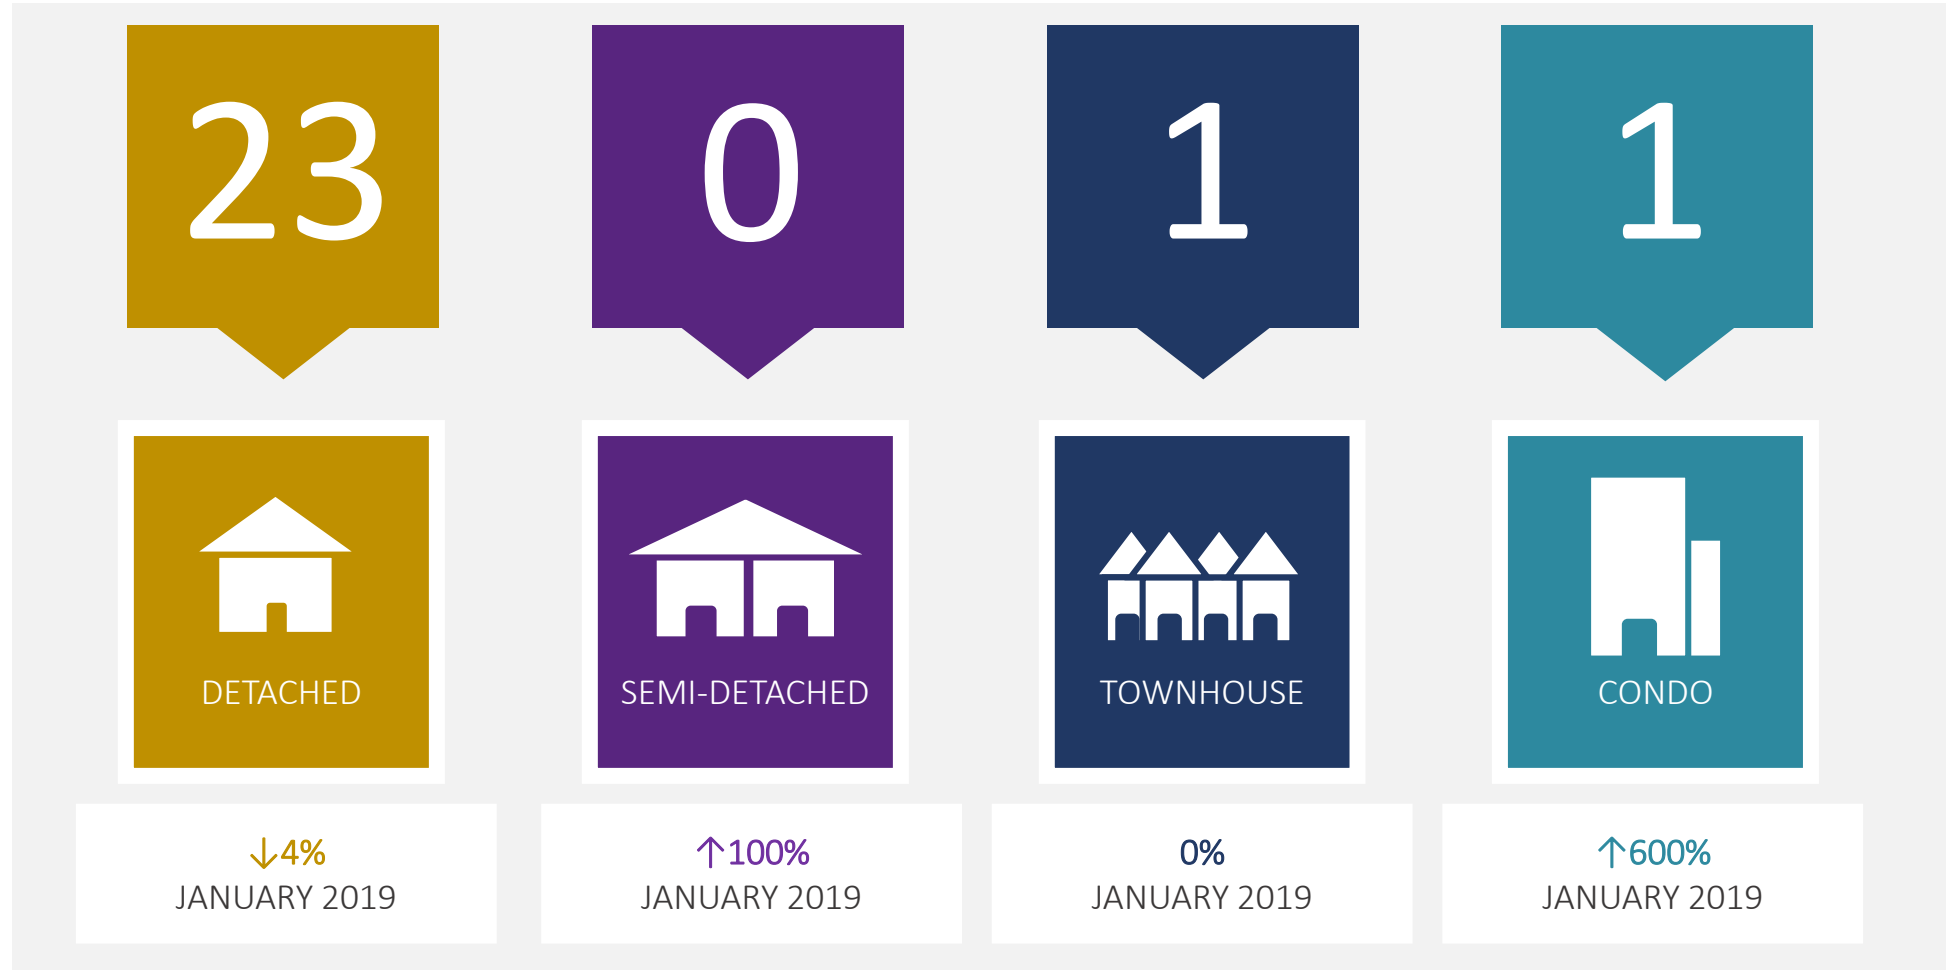 23
0
1
1
DETACHED
SEMI-DETACHED
TOWNHOUSE
CONDO
↓4%
JANUARY 2019
↑100%
JANUARY 2019
0%
JANUARY 2019
↑600%
JANUARY 2019